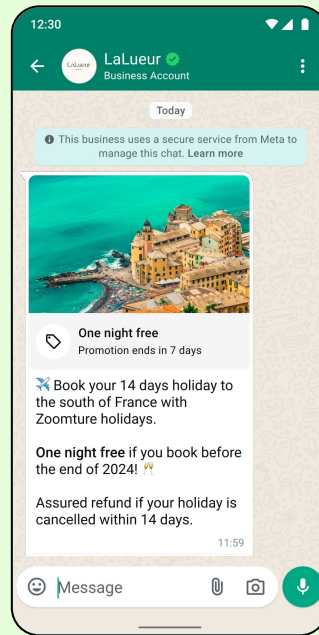 12:30
LaLueur
LaLueur
Business Account
Today
This business uses a secure service from Meta to
manage this chat. Learn more
One night free
Promotion ends in 7 days
✈️ Book your 14 days holiday to
the south of France with
Zoomture holidays.
One night free if you book before
the end of 2024! 🥂
Assured refund if your holiday is
cancelled within 14 days.
11:59
Message